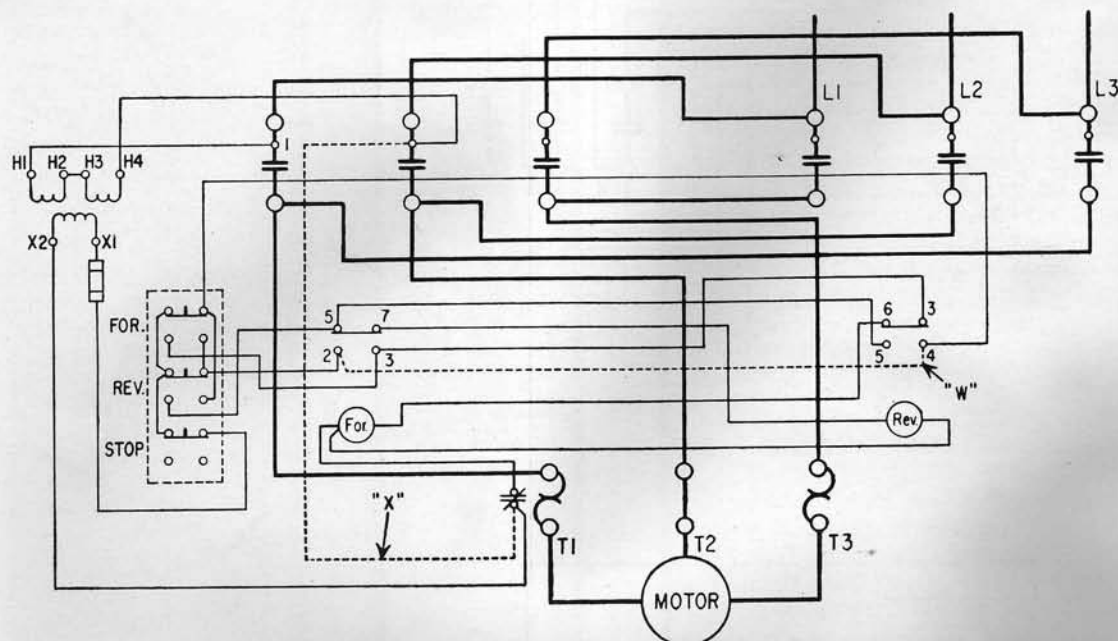 L1
L2
L3
1
H1 H2 H3 H4
X2 X1
FOR.
REV.
STOP
5 7
2 3
6 3
5 4
"W"
For.
Rev.
"X"
T1 T2 T3
MOTOR